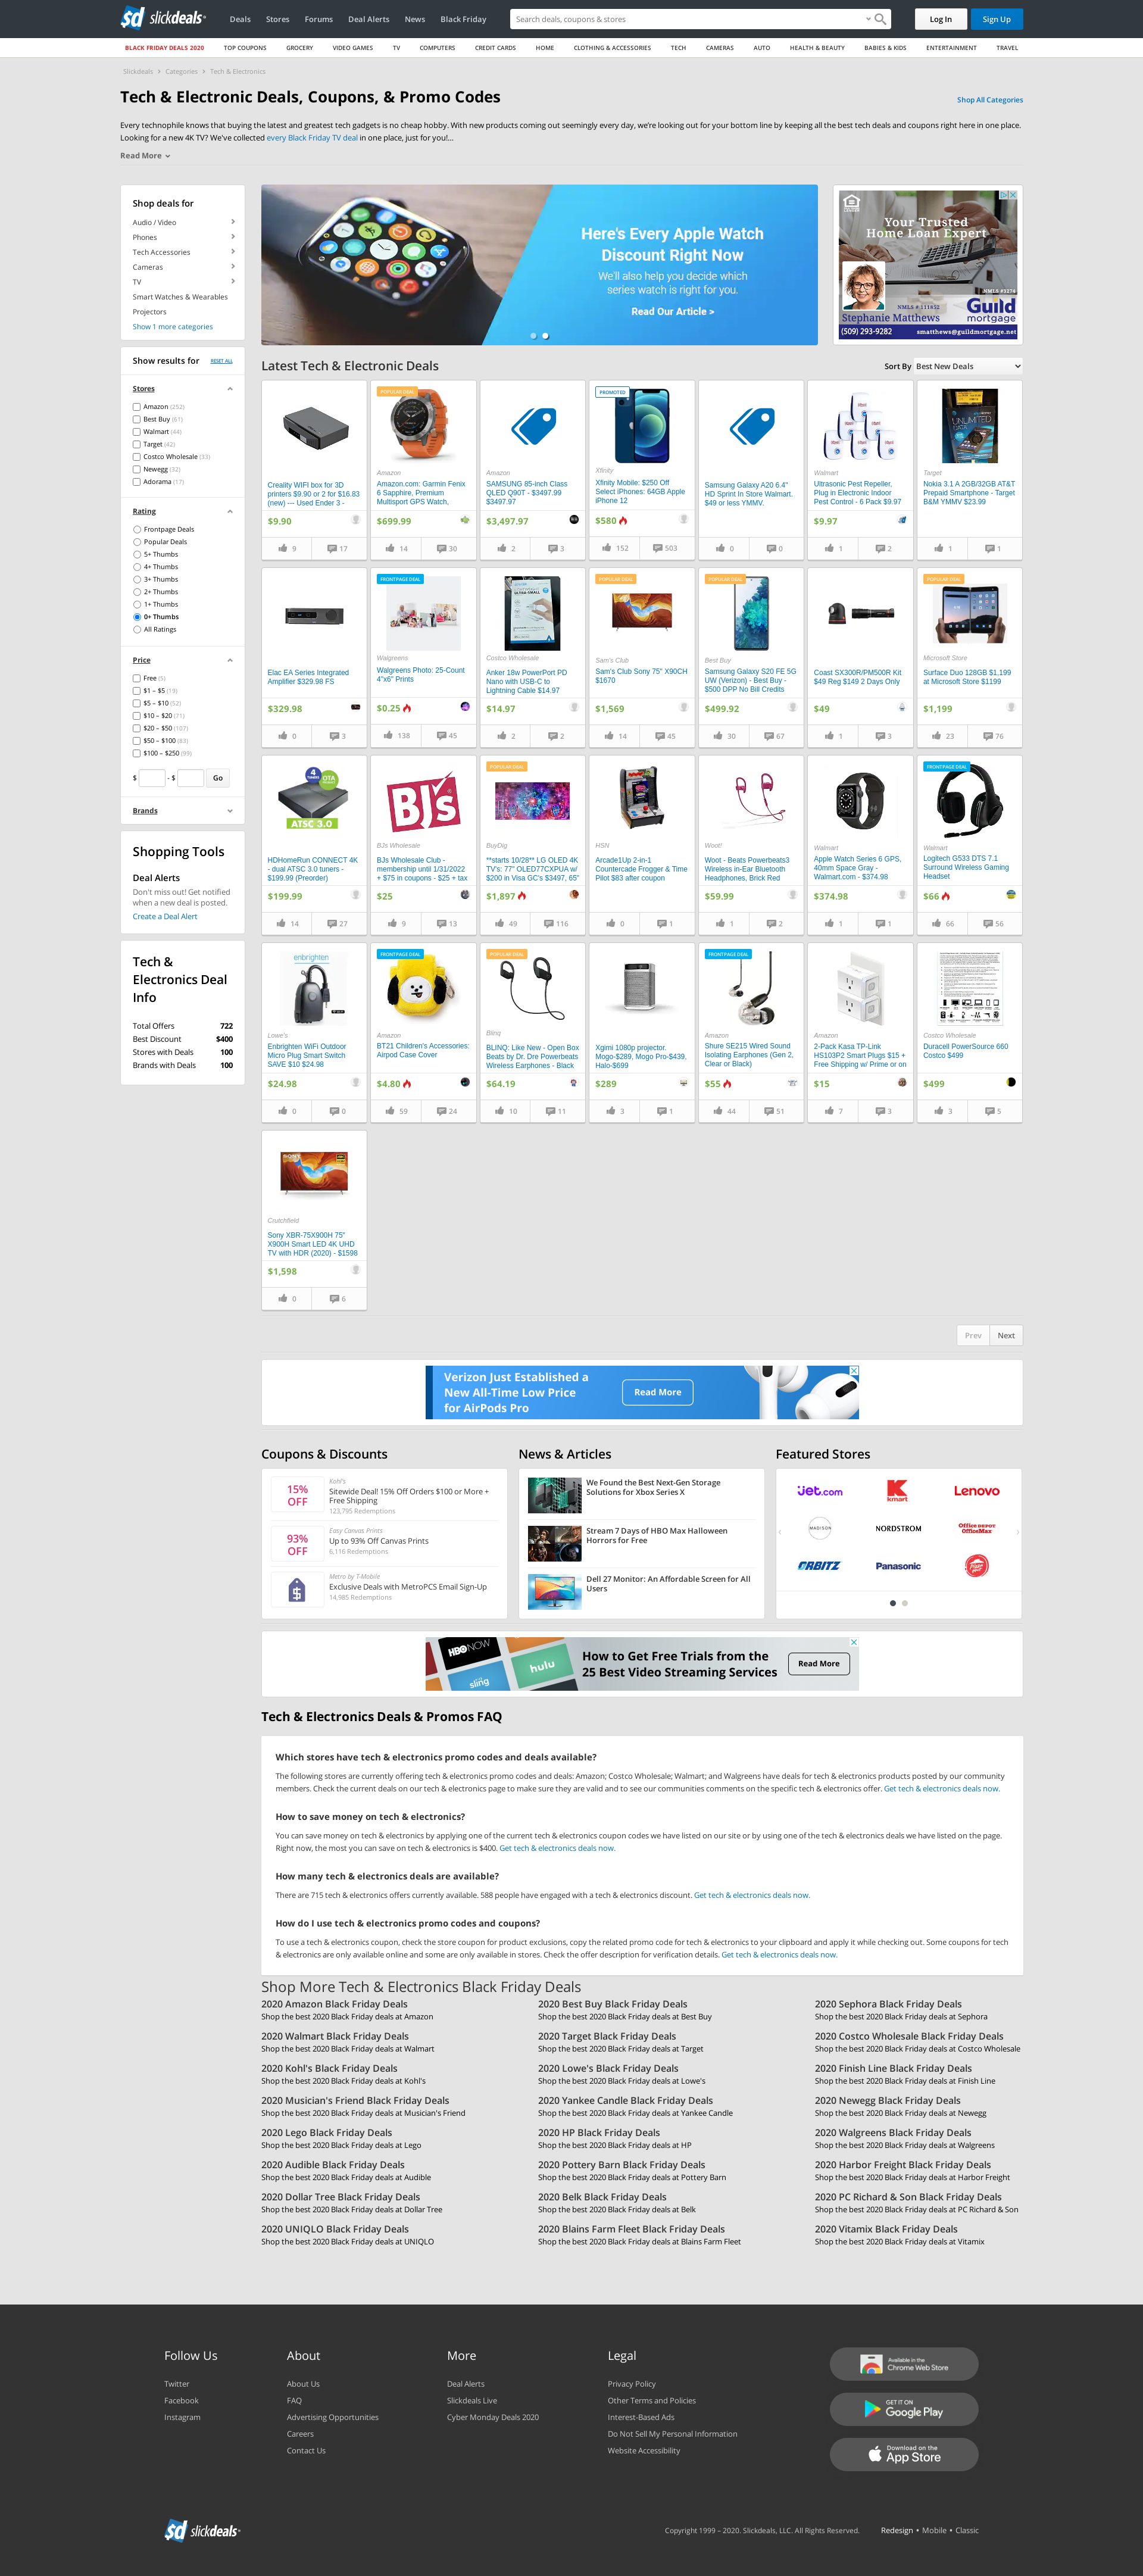 sd slickdeals
Deals
Stores
Forums
Deal Alerts
News
Black Friday
Search deals, coupons & stores
Log In
Sign Up
BLACK FRIDAY DEALS 2020
TOP COUPONS
GROCERY
VIDEO GAMES
TV
COMPUTERS
CREDIT CARDS
HOME
CLOTHING & ACCESSORIES
TECH
CAMERAS
AUTO
HEALTH & BEAUTY
BABIES & KIDS
ENTERTAINMENT
TRAVEL
Slickdeals › Categories › Tech & Electronics
Tech & Electronic Deals, Coupons, & Promo Codes
Shop All Categories
Every technophile knows that buying the latest and greatest tech gadgets is no cheap hobby. With new products coming out seemingly every day, we're looking out for your bottom line by keeping all the best tech deals and coupons right here in one place.
Looking for a new 4K TV? We've collected every Black Friday TV deal in one place, just for you!...
Read More
Shop deals for
Audio / Video
Phones
Tech Accessories
Cameras
TV
Smart Watches & Wearables
Projectors
Show 1 more categories
Here's Every Apple Watch
Discount Right Now
We'll also help you decide which
series watch is right for you.
Read Our Article >
Your Trusted
Home Loan Expert
NMLS #3274
NMLS # 111832
Guild
mortgage
Stephanie Matthews
(509) 293-9282
smatthews@guildmortgage.net
Show results for
RESET ALL
Stores
Amazon (252)
Best Buy (61)
Walmart (44)
Target (42)
Costco Wholesale (33)
Newegg (32)
Adorama (17)
Rating
Frontpage Deals
Popular Deals
5+ Thumbs
4+ Thumbs
3+ Thumbs
2+ Thumbs
1+ Thumbs
0+ Thumbs
All Ratings
Price
Free (5)
$1 – $5 (19)
$5 – $10 (52)
$10 – $20 (71)
$20 – $50 (107)
$50 – $100 (83)
$100 – $250 (99)
$ - $ Go
Brands
Shopping Tools
Deal Alerts
Don't miss out! Get notified
when a new deal is posted.
Create a Deal Alert
Tech &
Electronics Deal
Info
Total Offers 722
Best Discount $400
Stores with Deals 100
Brands with Deals 100
Latest Tech & Electronic Deals
Sort By Best New Deals
Creality WIFI box for 3D
printers $9.90 or 2 for $16.83
(new) --- Used Ender 3 -
$9.90
9 17
POPULAR DEAL
Amazon
Amazon.com: Garmin Fenix
6 Sapphire, Premium
Multisport GPS Watch,
$699.99
14 30
Amazon
SAMSUNG 85-inch Class
QLED Q90T - $3497.99
$3497.97
$3,497.97
2 3
PROMOTED
Xfinity
Xfinity Mobile: $250 Off
Select iPhones: 64GB Apple
iPhone 12
$580
152 503
Samsung Galaxy A20 6.4"
HD Sprint In Store Walmart.
$49 or less YMMV.
0 0
Walmart
Ultrasonic Pest Repeller,
Plug in Electronic Indoor
Pest Control - 6 Pack $9.97
$9.97
1 2
UNLIMITED
Target
Nokia 3.1 A 2GB/32GB AT&T
Prepaid Smartphone - Target
B&M YMMV $23.99
1 1
Elac EA Series Integrated
Amplifier $329.98 FS
$329.98
0 3
FRONTPAGE DEAL
Walgreens
Walgreens Photo: 25-Count
4"x6" Prints
$0.25
138 45
ULTRA-SMALL
Costco Wholesale
Anker 18w PowerPort PD
Nano with USB-C to
Lightning Cable $14.97
$14.97
2 2
POPULAR DEAL
Sam's Club
Sam's Club Sony 75" X90CH
$1670
$1,569
14 45
POPULAR DEAL
Best Buy
Samsung Galaxy S20 FE 5G
UW (Verizon) - Best Buy -
$500 DPP No Bill Credits
$499.92
30 67
Coast SX300R/PM500R Kit
$49 Reg $149 2 Days Only
$49
1 3
POPULAR DEAL
Microsoft Store
Surface Duo 128GB $1,199
at Microsoft Store $1199
$1,199
23 76
4 TUNERS
OTA
ATSC 3.0
HDHomeRun CONNECT 4K
- dual ATSC 3.0 tuners -
$199.99 (Preorder)
$199.99
14 27
BJ's
BJs Wholesale
BJs Wholesale Club -
membership until 1/31/2022
+ $75 in coupons - $25 + tax
$25
9 13
POPULAR DEAL
BuyDig
**starts 10/28** LG OLED 4K
TV's: 77" OLED77CXPUA w/
$200 in Visa GC's $3497, 65"
$1,897
49 116
HSN
Arcade1Up 2-in-1
Countercade Frogger & Time
Pilot $83 after coupon
0 1
Woot!
Woot - Beats Powerbeats3
Wireless in-Ear Bluetooth
Headphones, Brick Red
$59.99
1 2
Walmart
Apple Watch Series 6 GPS,
40mm Space Gray -
Walmart.com - $374.98
$374.98
1 1
FRONTPAGE DEAL
Walmart
Logitech G533 DTS 7.1
Surround Wireless Gaming
Headset
$66
66 56
enbrighten
Lowe's
Enbrighten WiFi Outdoor
Micro Plug Smart Switch
SAVE $10 $24.98
$24.98
0 0
FRONTPAGE DEAL
Amazon
BT21 Children's Accessories:
Airpod Case Cover
$4.80
59 24
POPULAR DEAL
Blinq
BLINQ: Like New - Open Box
Beats by Dr. Dre Powerbeats
Wireless Earphones - Black
$64.19
10 11
Xgimi 1080p projector.
Mogo-$289, Mogo Pro-$439,
Halo-$699
$289
3 1
FRONTPAGE DEAL
Amazon
Shure SE215 Wired Sound
Isolating Earphones (Gen 2,
Clear or Black)
$55
44 51
Amazon
2-Pack Kasa TP-Link
HS103P2 Smart Plugs $15 +
Free Shipping w/ Prime or on
$15
7 3
Costco Wholesale
Duracell PowerSource 660
Costco $499
$499
3 5
SONY
Crutchfield
Sony XBR-75X900H 75"
X900H Smart LED 4K UHD
TV with HDR (2020) - $1598
$1,598
0 6
Prev Next
Verizon Just Established a
New All-Time Low Price
for AirPods Pro
Read More
Coupons & Discounts
15%
OFF
Kohl's
Sitewide Deal! 15% Off Orders $100 or More +
Free Shipping
123,795 Redemptions
93%
OFF
Easy Canvas Prints
Up to 93% Off Canvas Prints
6,116 Redemptions
Metro by T-Mobile
Exclusive Deals with MetroPCS Email Sign-Up
14,985 Redemptions
News & Articles
We Found the Best Next-Gen Storage
Solutions for Xbox Series X
Stream 7 Days of HBO Max Halloween
Horrors for Free
Dell 27 Monitor: An Affordable Screen for All
Users
Featured Stores
Jet.com
kmart
Lenovo
MADISON
NORDSTROM
Office DEPOT
OfficeMax
ORBITZ
Panasonic
HBO NOW
hulu
sling
How to Get Free Trials from the
25 Best Video Streaming Services
Read More
Tech & Electronics Deals & Promos FAQ
Which stores have tech & electronics promo codes and deals available?
The following stores are currently offering tech & electronics promo codes and deals: Amazon; Costco Wholesale; Walmart; and Walgreens have deals for tech & electronics products posted by our community
members. Check the current deals on our tech & electronics page to make sure they are valid and to see our communities comments on the specific tech & electronics offer. Get tech & electronics deals now.
How to save money on tech & electronics?
You can save money on tech & electronics by applying one of the current tech & electronics coupon codes we have listed on our site or by using one of the tech & electronics deals we have listed on the page.
Right now, the most you can save on tech & electronics is $400. Get tech & electronics deals now.
How many tech & electronics deals are available?
There are 715 tech & electronics offers currently available. 588 people have engaged with a tech & electronics discount. Get tech & electronics deals now.
How do I use tech & electronics promo codes and coupons?
To use a tech & electronics coupon, check the store coupon for product exclusions, copy the related promo code for tech & electronics to your clipboard and apply it while checking out. Some coupons for tech
& electronics are only available online and some are only available in stores. Check the offer description for verification details. Get tech & electronics deals now.
Shop More Tech & Electronics Black Friday Deals
2020 Amazon Black Friday Deals
Shop the best 2020 Black Friday deals at Amazon
2020 Best Buy Black Friday Deals
Shop the best 2020 Black Friday deals at Best Buy
2020 Sephora Black Friday Deals
Shop the best 2020 Black Friday deals at Sephora
2020 Walmart Black Friday Deals
Shop the best 2020 Black Friday deals at Walmart
2020 Target Black Friday Deals
Shop the best 2020 Black Friday deals at Target
2020 Costco Wholesale Black Friday Deals
Shop the best 2020 Black Friday deals at Costco Wholesale
2020 Kohl's Black Friday Deals
Shop the best 2020 Black Friday deals at Kohl's
2020 Lowe's Black Friday Deals
Shop the best 2020 Black Friday deals at Lowe's
2020 Finish Line Black Friday Deals
Shop the best 2020 Black Friday deals at Finish Line
2020 Musician's Friend Black Friday Deals
Shop the best 2020 Black Friday deals at Musician's Friend
2020 Yankee Candle Black Friday Deals
Shop the best 2020 Black Friday deals at Yankee Candle
2020 Newegg Black Friday Deals
Shop the best 2020 Black Friday deals at Newegg
2020 Lego Black Friday Deals
Shop the best 2020 Black Friday deals at Lego
2020 HP Black Friday Deals
Shop the best 2020 Black Friday deals at HP
2020 Walgreens Black Friday Deals
Shop the best 2020 Black Friday deals at Walgreens
2020 Audible Black Friday Deals
Shop the best 2020 Black Friday deals at Audible
2020 Pottery Barn Black Friday Deals
Shop the best 2020 Black Friday deals at Pottery Barn
2020 Harbor Freight Black Friday Deals
Shop the best 2020 Black Friday deals at Harbor Freight
2020 Dollar Tree Black Friday Deals
Shop the best 2020 Black Friday deals at Dollar Tree
2020 Belk Black Friday Deals
Shop the best 2020 Black Friday deals at Belk
2020 PC Richard & Son Black Friday Deals
Shop the best 2020 Black Friday deals at PC Richard & Son
2020 UNIQLO Black Friday Deals
Shop the best 2020 Black Friday deals at UNIQLO
2020 Blains Farm Fleet Black Friday Deals
Shop the best 2020 Black Friday deals at Blains Farm Fleet
2020 Vitamix Black Friday Deals
Shop the best 2020 Black Friday deals at Vitamix
Follow Us
Twitter
Facebook
Instagram
About
About Us
FAQ
Advertising Opportunities
Careers
Contact Us
More
Deal Alerts
Slickdeals Live
Cyber Monday Deals 2020
Legal
Privacy Policy
Other Terms and Policies
Interest-Based Ads
Do Not Sell My Personal Information
Website Accessibility
Available in the
Chrome Web Store
GET IT ON
Google Play
Download on the
App Store
sd slickdeals
Copyright 1999 – 2020. Slickdeals, LLC. All Rights Reserved.
Redesign • Mobile • Classic